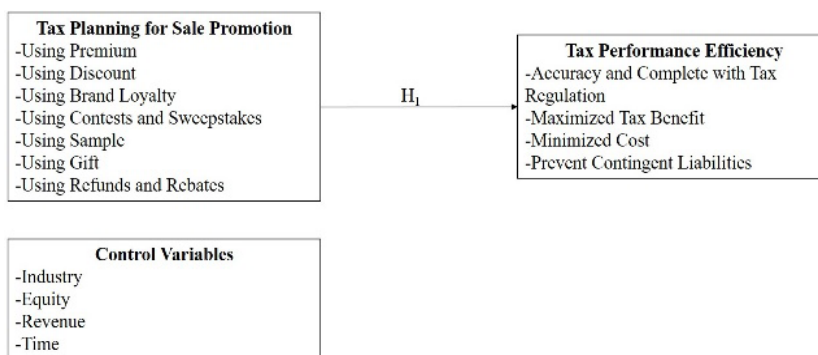 Tax Planning for Sale Promotion
-Using Premium
-Using Discount
-Using Brand Loyalty
-Using Contests and Sweepstakes
-Using Sample
-Using Gift
-Using Refunds and Rebates
H1
Tax Performance Efficiency
-Accuracy and Complete with Tax
Regulation
-Maximized Tax Benefit
-Minimized Cost
-Prevent Contingent Liabilities
Control Variables
-Industry
-Equity
-Revenue
-Time